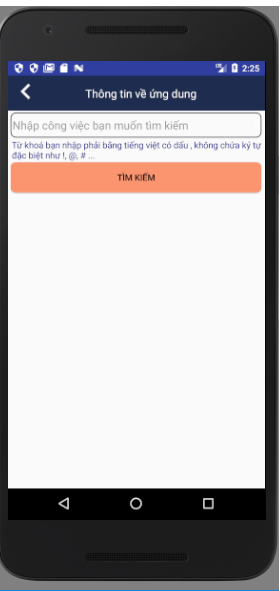 2:25
Thông tin về ứng dung
Nhập công việc bạn muốn tìm kiếm
Từ khoá bạn nhập phải bằng tiếng việt có dấu , không chứa ký tự
đặc biệt như !, @, # ...
TÌM KIẾM